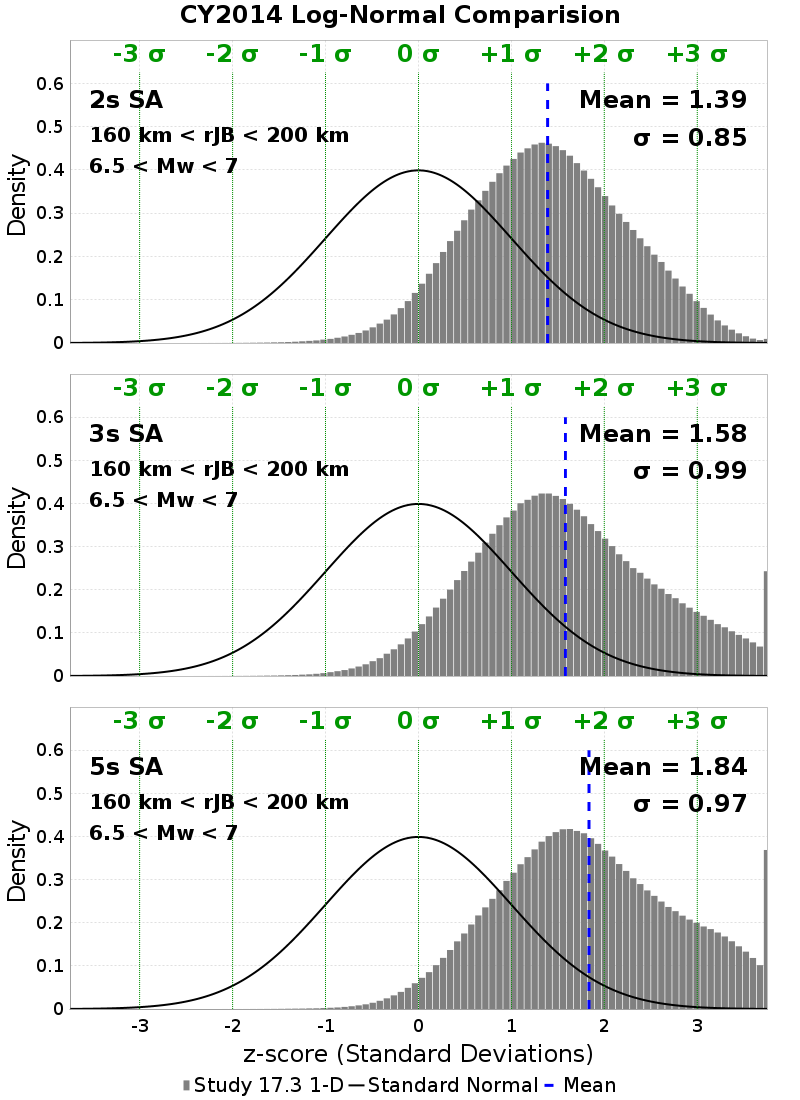 CY2014 Log-Normal Comparision
-3 σ -2 σ -1 σ 0 σ +1 σ +2 σ +3 σ
2s SA
160 km < rJB < 200 km
6.5 < Mw < 7
Mean = 1.39
σ = 0.85
Density
0.6
0.5
0.4
0.3
0.2
0.1
0
-3 σ -2 σ -1 σ 0 σ +1 σ +2 σ +3 σ
3s SA
160 km < rJB < 200 km
6.5 < Mw < 7
Mean = 1.58
σ = 0.99
Density
0.6
0.5
0.4
0.3
0.2
0.1
0
-3 σ -2 σ -1 σ 0 σ +1 σ +2 σ +3 σ
5s SA
160 km < rJB < 200 km
6.5 < Mw < 7
Mean = 1.84
σ = 0.97
Density
0.6
0.5
0.4
0.3
0.2
0.1
0
-3 -2 -1 0 1 2 3
z-score (Standard Deviations)
Study 17.3 1-D Standard Normal Mean